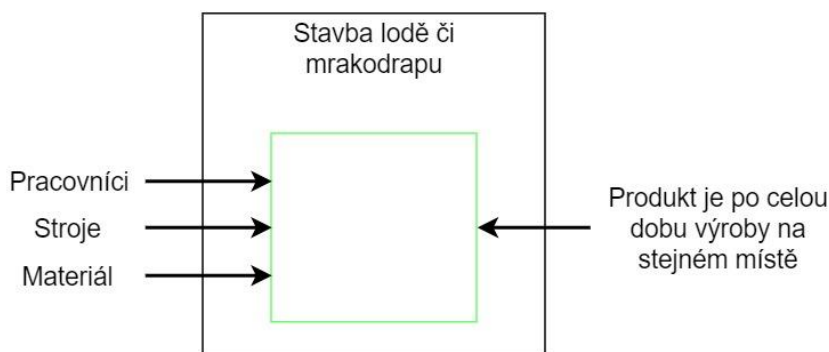 Stavba lodě či
mrakodrapu
Pracovníci
Stroje
Materiál
Produkt je po celou
dobu výroby na
stejném místě